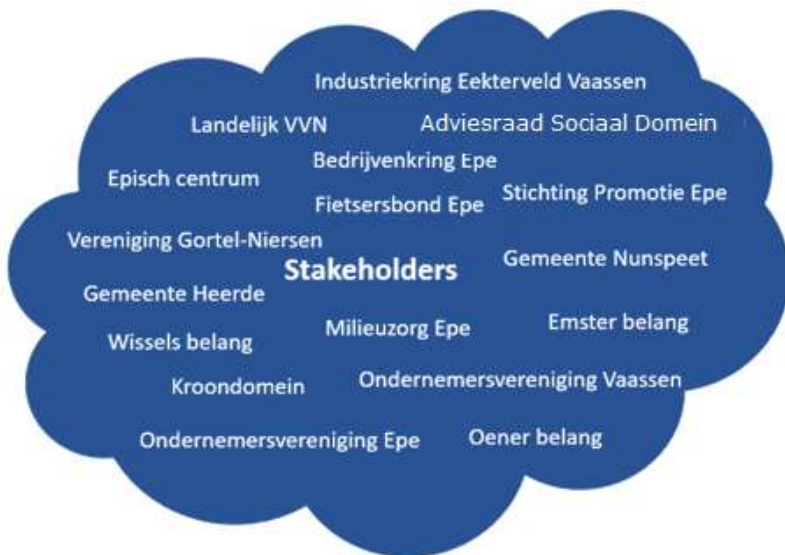 Industriekring Eekterveld Vaassen
Landelijk VVN
Adviesraad Sociaal Domein
Bedrijvenkring Epe
Episch centrum
Stichting Promotie Epe
Fietsersbond Epe
Vereniging Gortel-Niersen
Stakeholders
Gemeente Nunspeet
Gemeente Heerde
Milieuzorg Epe
Emster belang
Wissels belang
Kroondomein
Ondernemersvereniging Vaassen
Ondernemersvereniging Epe
Oener belang